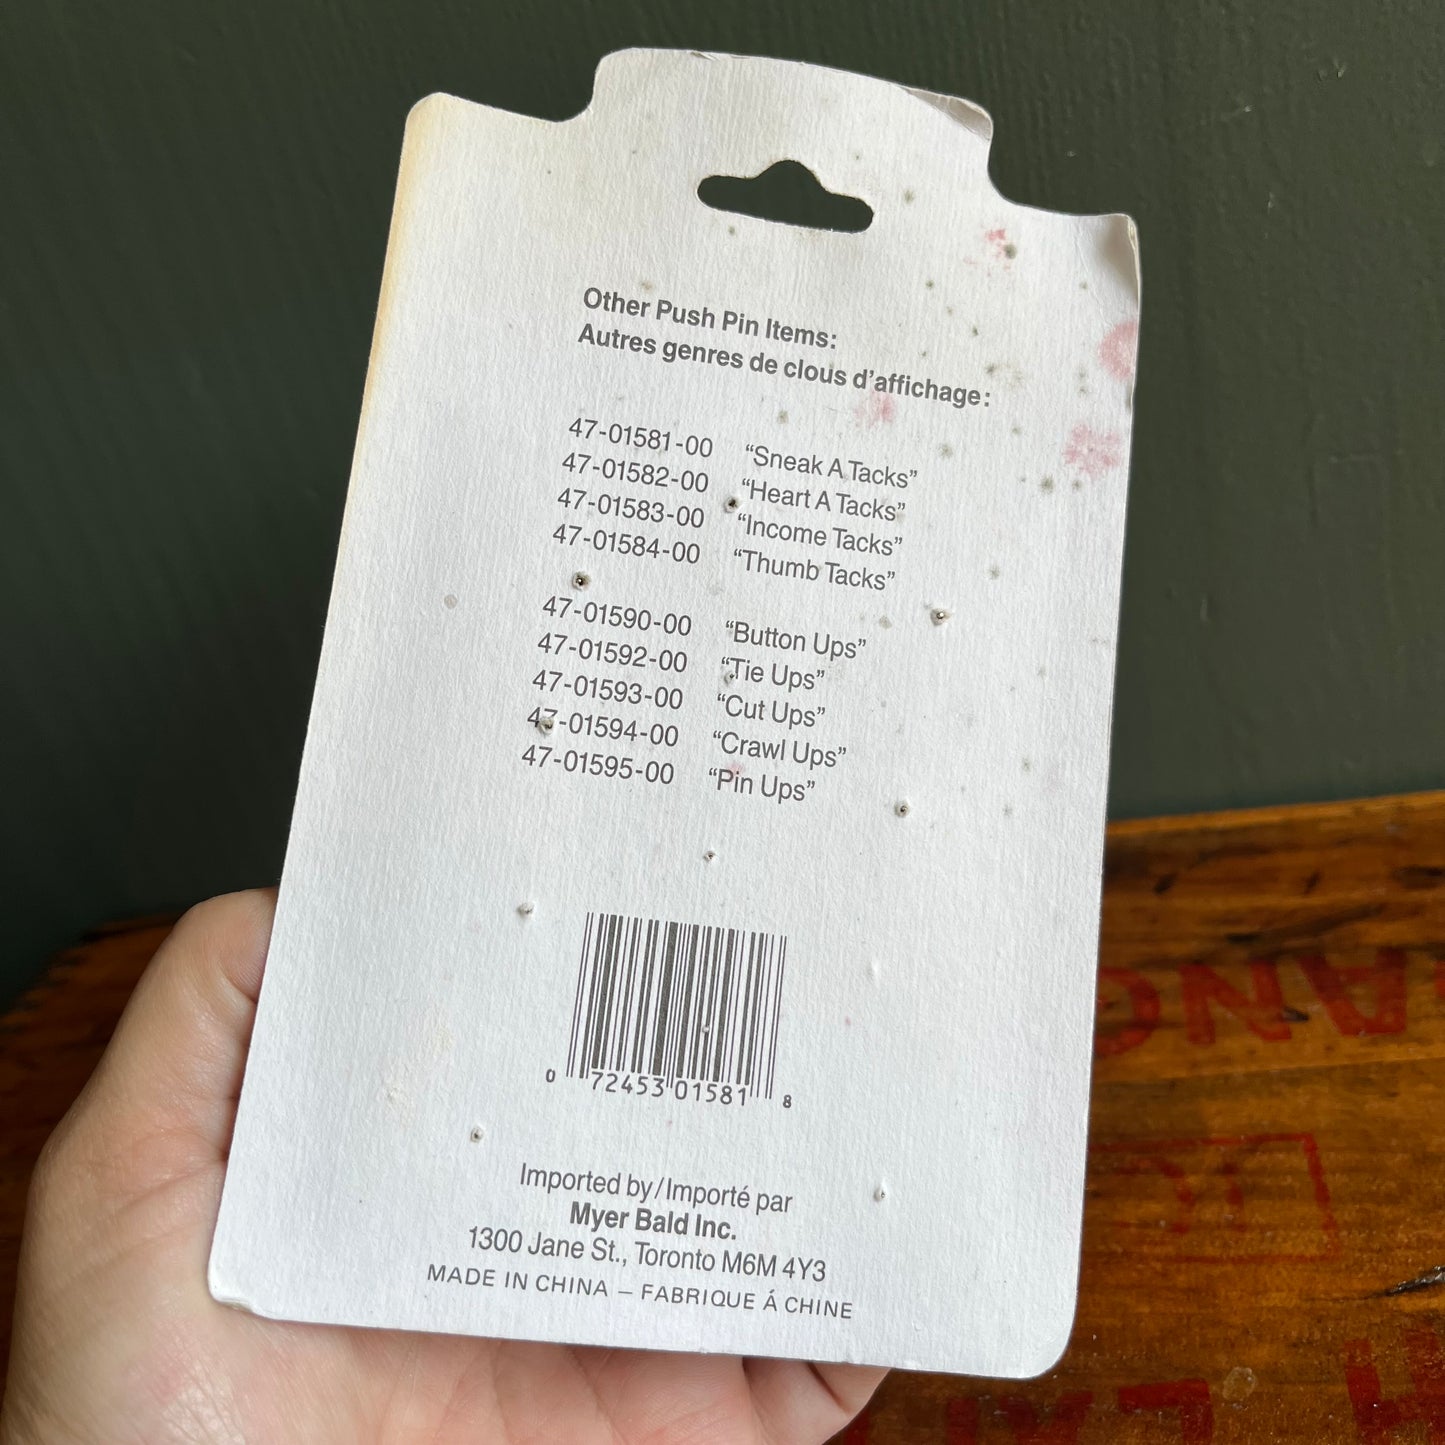 Other Push Pin Items:
Autres genres de clous d'affichage:
47-01581-00 "Sneak A Tacks"
47-01582-00 "Heart A Tacks"
47-01583-00 "Income Tacks"
47-01584-00 "Thumb Tacks"
47-01590-00 "Button Ups"
47-01592-00 "Tie Ups"
47-01593-00 "Cut Ups"
47-01594-00 "Crawl Ups"
47-01595-00 "Pin Ups"
0 72453 01581 8
Imported by/Importé par
Myer Bald Inc.
1300 Jane St., Toronto M6M 4Y3
MADE IN CHINA – FABRIQUE Á CHINE